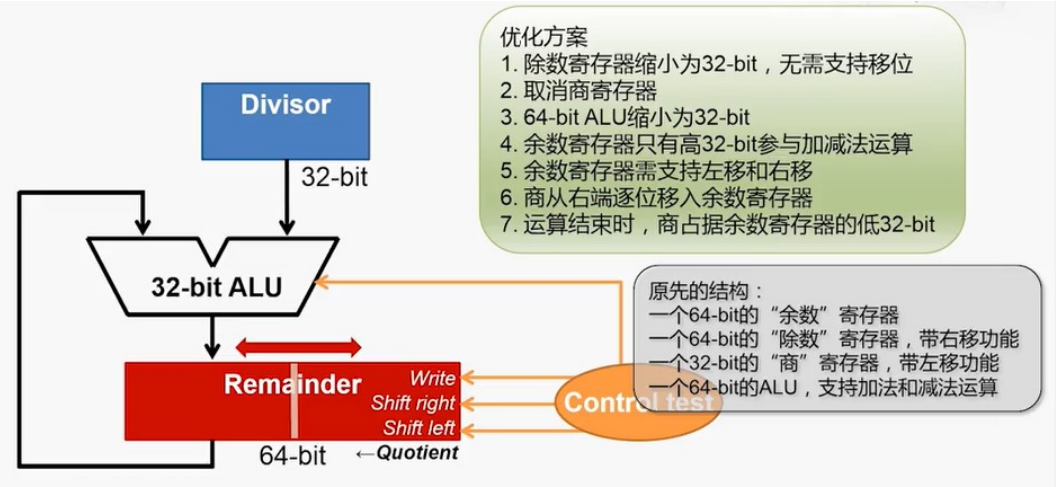 优化方案
1. 除数寄存器缩小为32-bit，无需支持移位
2. 取消商寄存器
3. 64-bit ALU缩小为32-bit
4. 余数寄存器只有高32-bit参与加减法运算
5. 余数寄存器需支持左移和右移
6. 商从右端逐位移入余数寄存器
7. 运算结束时，商占据余数寄存器的低32-bit
Divisor
32-bit
32-bit ALU
原先的结构：
一个64-bit的“余数”寄存器
一个64-bit的“除数”寄存器，带右移功能
一个32-bit的“商”寄存器，带左移功能
一个64-bit的ALU，支持加法和减法运算
Remainder
Write
Shift right
Shift left
Control test
64-bit
←Quotient